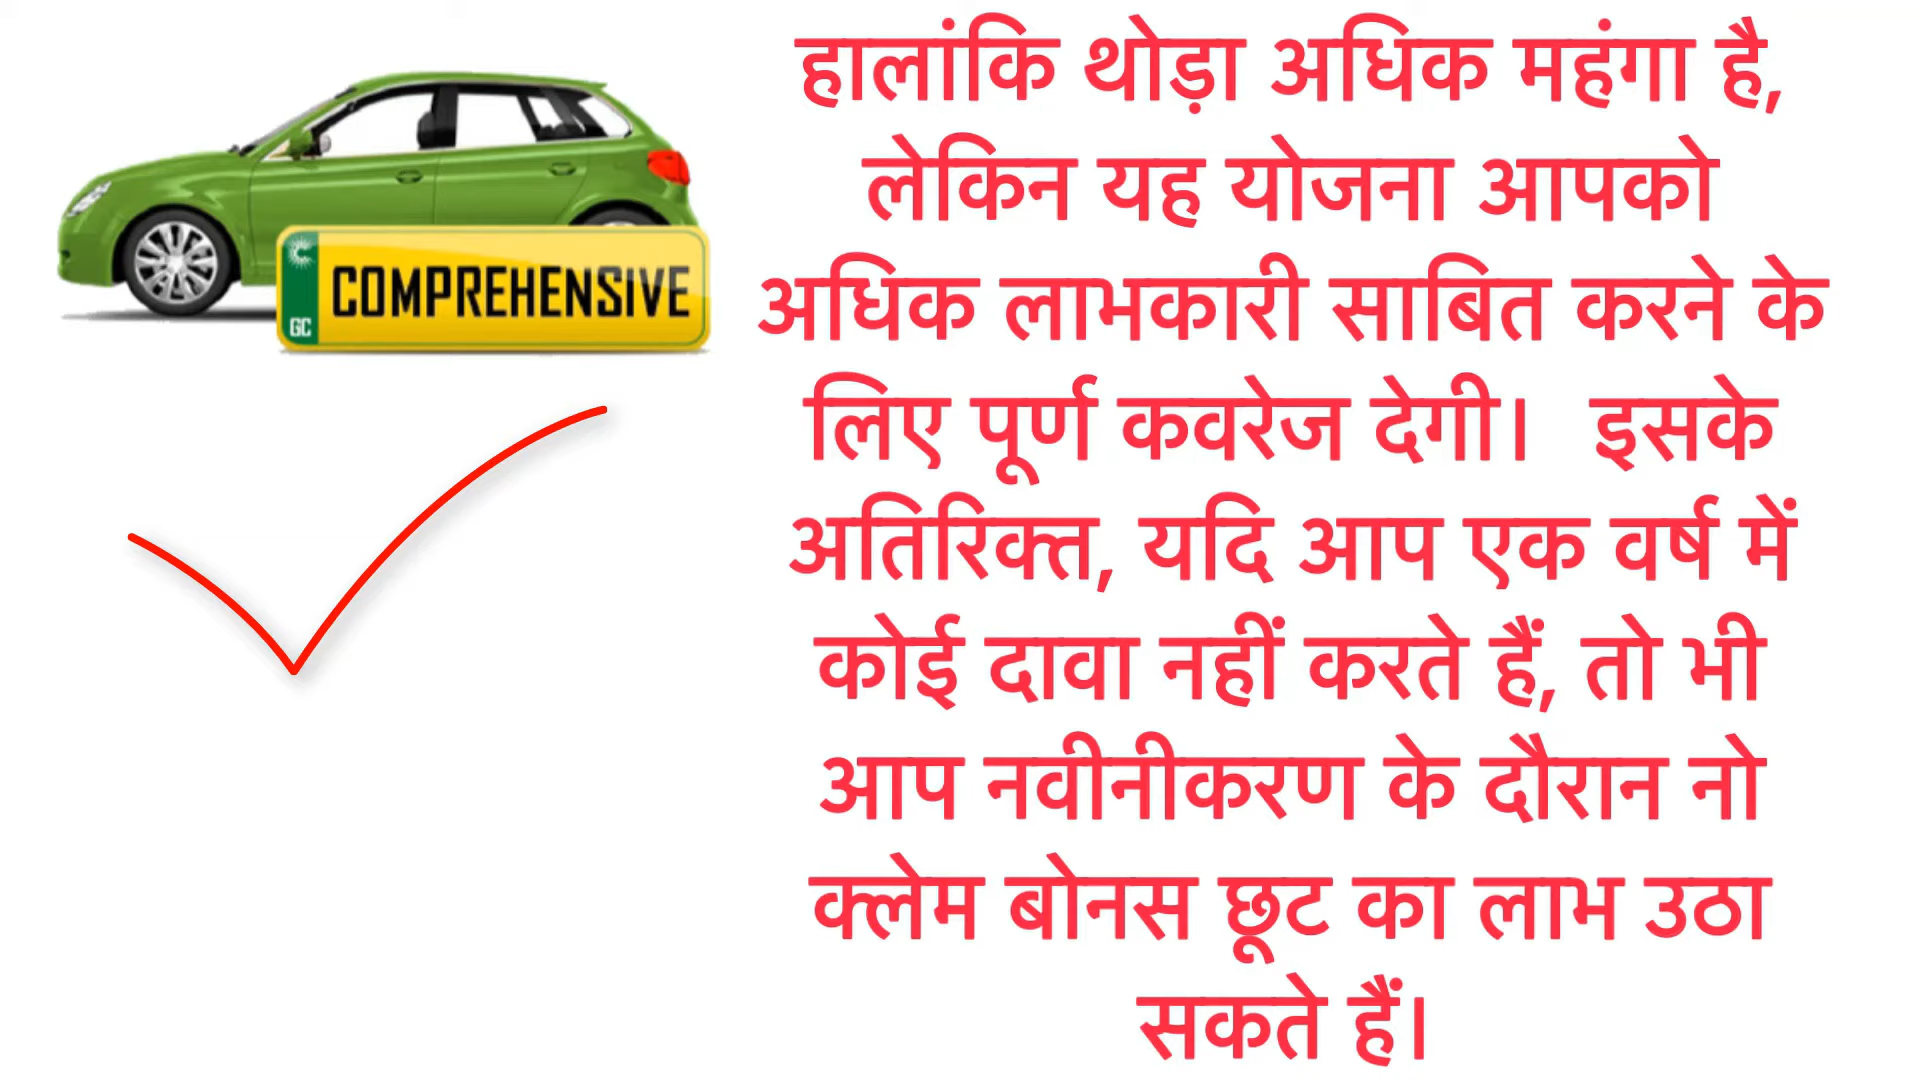 हालांकि थोड़ा अधिक महंगा है,
लेकिन यह योजना आपको
अधिक लाभकारी साबित करने के
लिए पूर्ण कवरेज देगी।  इसके
अतिरिक्त, यदि आप एक वर्ष में
कोई दावा नहीं करते हैं, तो भी
आप नवीनीकरण के दौरान नो
क्लेम बोनस छूट का लाभ उठा
सकते हैं।
COMPREHENSIVE
GC